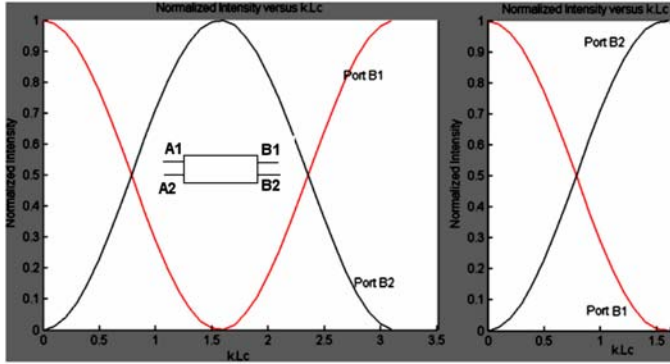 Normalized Intensity versus k.Lc
Normalized Intensity
1
0.9
0.8
0.7
0.6
0.5
0.4
0.3
0.2
0.1
0
Port B1
A1
B1
A2
B2
Port B2
0
0.5
1
1.5
2
2.5
3
3.5
k.Lc
Normalized Intensity versus k.Lc
Normalized Intensity
1
0.9
0.8
0.7
0.6
0.5
0.4
0.3
0.2
0.1
0
Port B2
Port B1
0
0.5
1
1.5
k.Lc